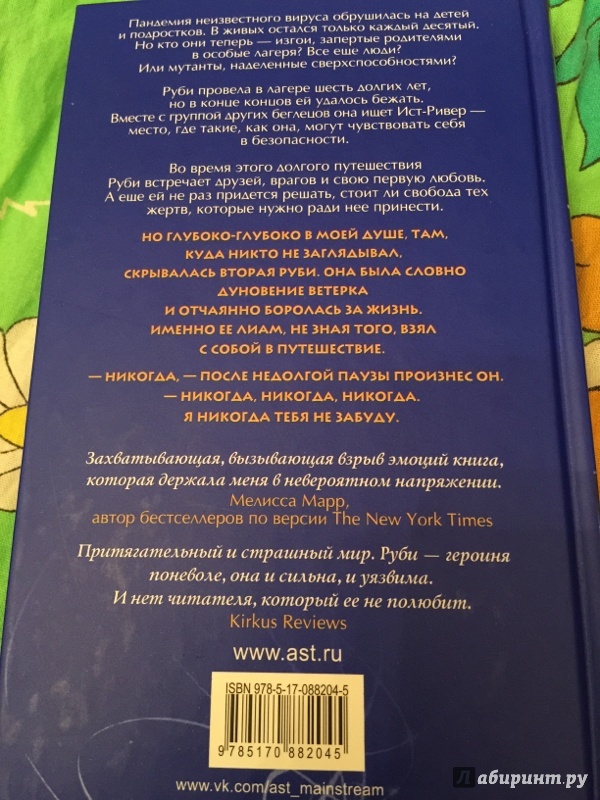 Пандемия неизвестного вируса обрушилась на детей
и подростков. В живых остался только каждый десятый.
Но кто они теперь — изгои, запертые родителями
в особые лагеря? Все еще люди?
Или мутанты, наделенные сверхспособностями?
Руби провела в лагере шесть долгих лет,
но в конце концов ей удалось бежать.
Вместе с группой других беглецов она ищет Ист-Ривер —
место, где такие, как она, могут чувствовать себя
в безопасности.
Во время этого долгого путешествия
Руби встречает друзей, врагов и свою первую любовь.
А еще ей не раз придется решать, стоит ли свобода тех
жертв, которые нужно ради нее принести.
НО ГЛУБОКО-ГЛУБОКО В МОЕЙ ДУШЕ, ТАМ,
КУДА НИКТО НЕ ЗАГЛЯДЫВАЛ,
СКРЫВАЛАСЬ ВТОРАЯ РУБИ. ОНА БЫЛА СЛОВНО
ДУНОВЕНИЕ ВЕТЕРКА
И ОТЧАЯННО БОРОЛАСЬ ЗА ЖИЗНЬ.
ИМЕННО ЕЕ ЛИАМ, НЕ ЗНАЯ ТОГО, ВЗЯЛ
С СОБОЙ В ПУТЕШЕСТВИЕ.
— НИКОГДА, — ПОСЛЕ НЕДОЛГОЙ ПАУЗЫ ПРОИЗНЕС ОН.
— НИКОГДА, НИКОГДА, НИКОГДА.
Я НИКОГДА ТЕБЯ НЕ ЗАБУДУ.
Захватывающая, вызывающая взрыв эмоций книга,
которая держала меня в невероятном напряжении.
Мелисса Марр,
автор бестселлеров по версии The New York Times
Притягательный и страшный мир. Руби — героиня
поневоле, она и сильна, и уязвима.
И нет читателя, который ее не полюбит.
Kirkus Reviews
www.ast.ru
ISBN 978-5-17-088204-5
9 785170 882045
www.vk.com/ast_mainstream
Лабиринт.ру